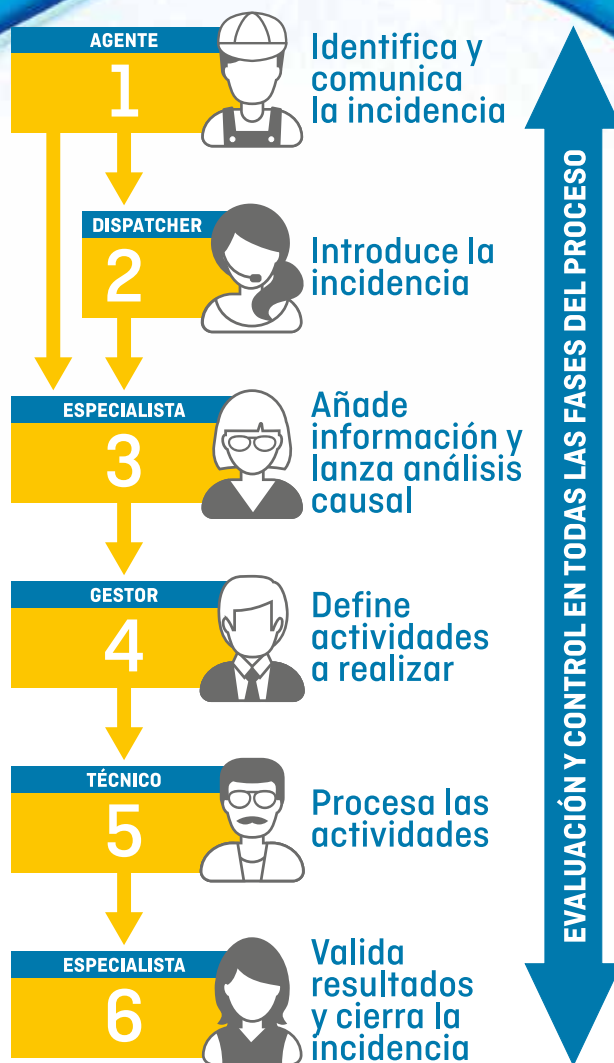 AGENTE
1
Identifica y
comunica
la incidencia
DISPATCHER
2
Introduce la
incidencia
ESPECIALISTA
3
Añade
información y
lanza análisis
causal
GESTOR
4
Define
actividades
a realizar
TÉCNICO
5
Procesa las
actividades
ESPECIALISTA
6
Valida
resultados
y cierra la
incidencia
EVALUACIÓN Y CONTROL EN TODAS LAS FASES DEL PROCESO